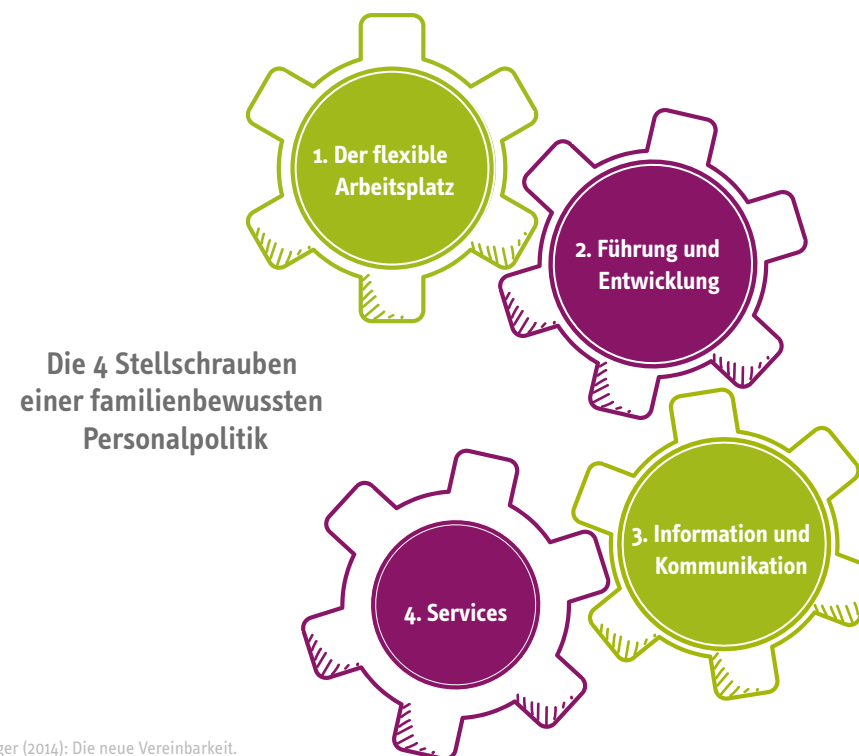 1. Der flexible
Arbeitsplatz
2. Führung und
Entwicklung
Die 4 Stellschrauben
einer familienbewussten
Personalpolitik
3. Information und
Kommunikation
4. Services
(2014): Die neue Vereinbarkeit.